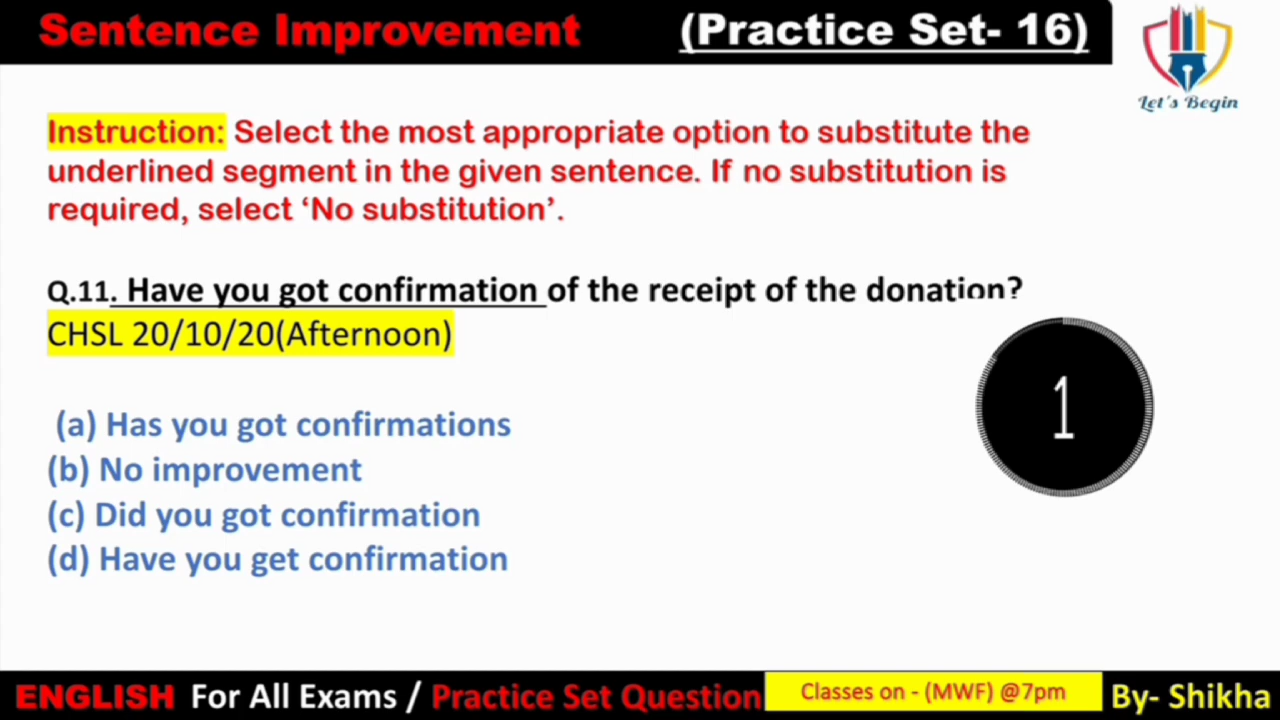 Sentence Improvement (Practice Set- 16)
Let's Begin
Instruction: Select the most appropriate option to substitute the
underlined segment in the given sentence. If no substitution is
required, select ‘No substitution’.
Q.11. Have you got confirmation of the receipt of the donation?
CHSL 20/10/20(Afternoon)
1
(a) Has you got confirmations
(b) No improvement
(c) Did you got confirmation
(d) Have you get confirmation
ENGLISH For All Exams / Practice Set Question Classes on - (MWF) @7pm By- Shikha